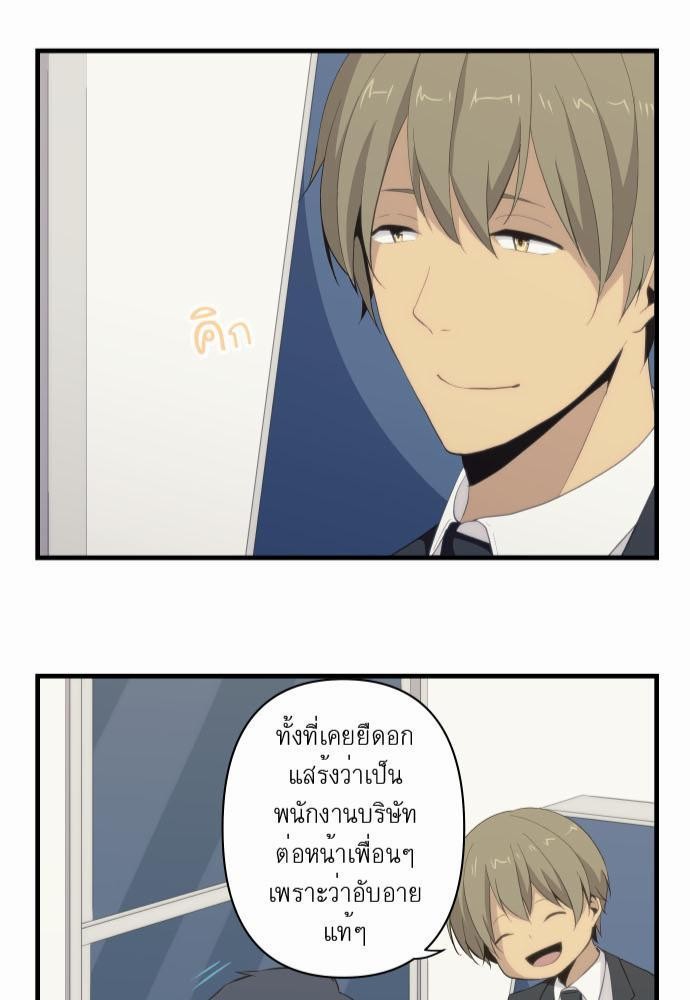 คิก
ทั้งที่เคยยืดอก
แสร้งว่าเป็น
พนักงานบริษัท
ต่อหน้าเพื่อนๆ
เพราะว่าอับอาย
แท้ๆ